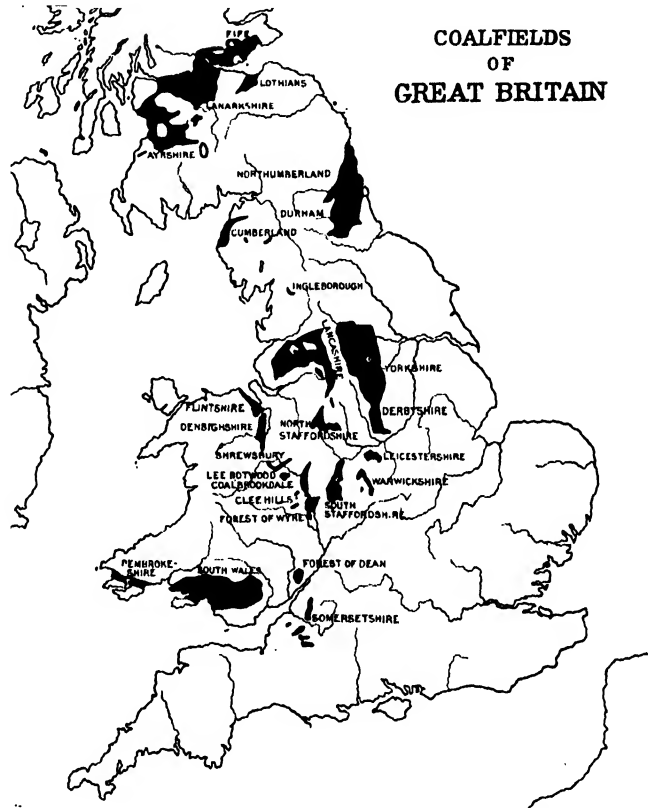 COALFIELDS
OF
GREAT BRITAIN
FIFE
LOTHIANS
LANARKSHIRE
AYRSHIRE
NORTHUMBERLAND
DURHAM
CUMBERLAND
INGLEBOROUGH
LANCASHIRE
YORKSHIRE
FLINTSHIRE
DERBYSHIRE
DENBIGHSHIRE
NORTH
STAFFORDSHIRE
SHREWSBURY
LEICESTERSHIRE
LEE BOTWOOD
COALBROOKDALE
WARWICKSHIRE
CLEE HILLS
SOUTH
STAFFORDSHIRE
FOREST OF WYRE
PEMBROKE-
SHIRE
SOUTH WALES
FOREST OF DEAN
SOMERSETSHIRE